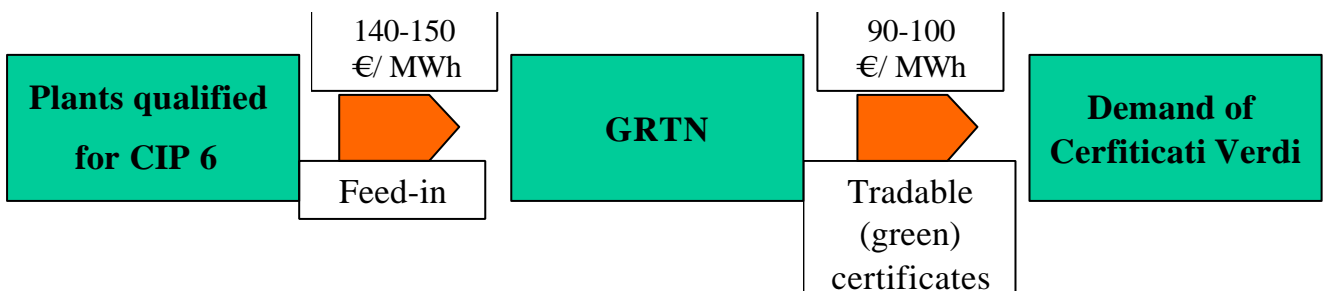 Plants qualified
for CIP 6
140-150
€/ MWh
Feed-in
GRTN
90-100
€/ MWh
Tradable
(green)
certificates
Demand of
Cerfiticati Verdi